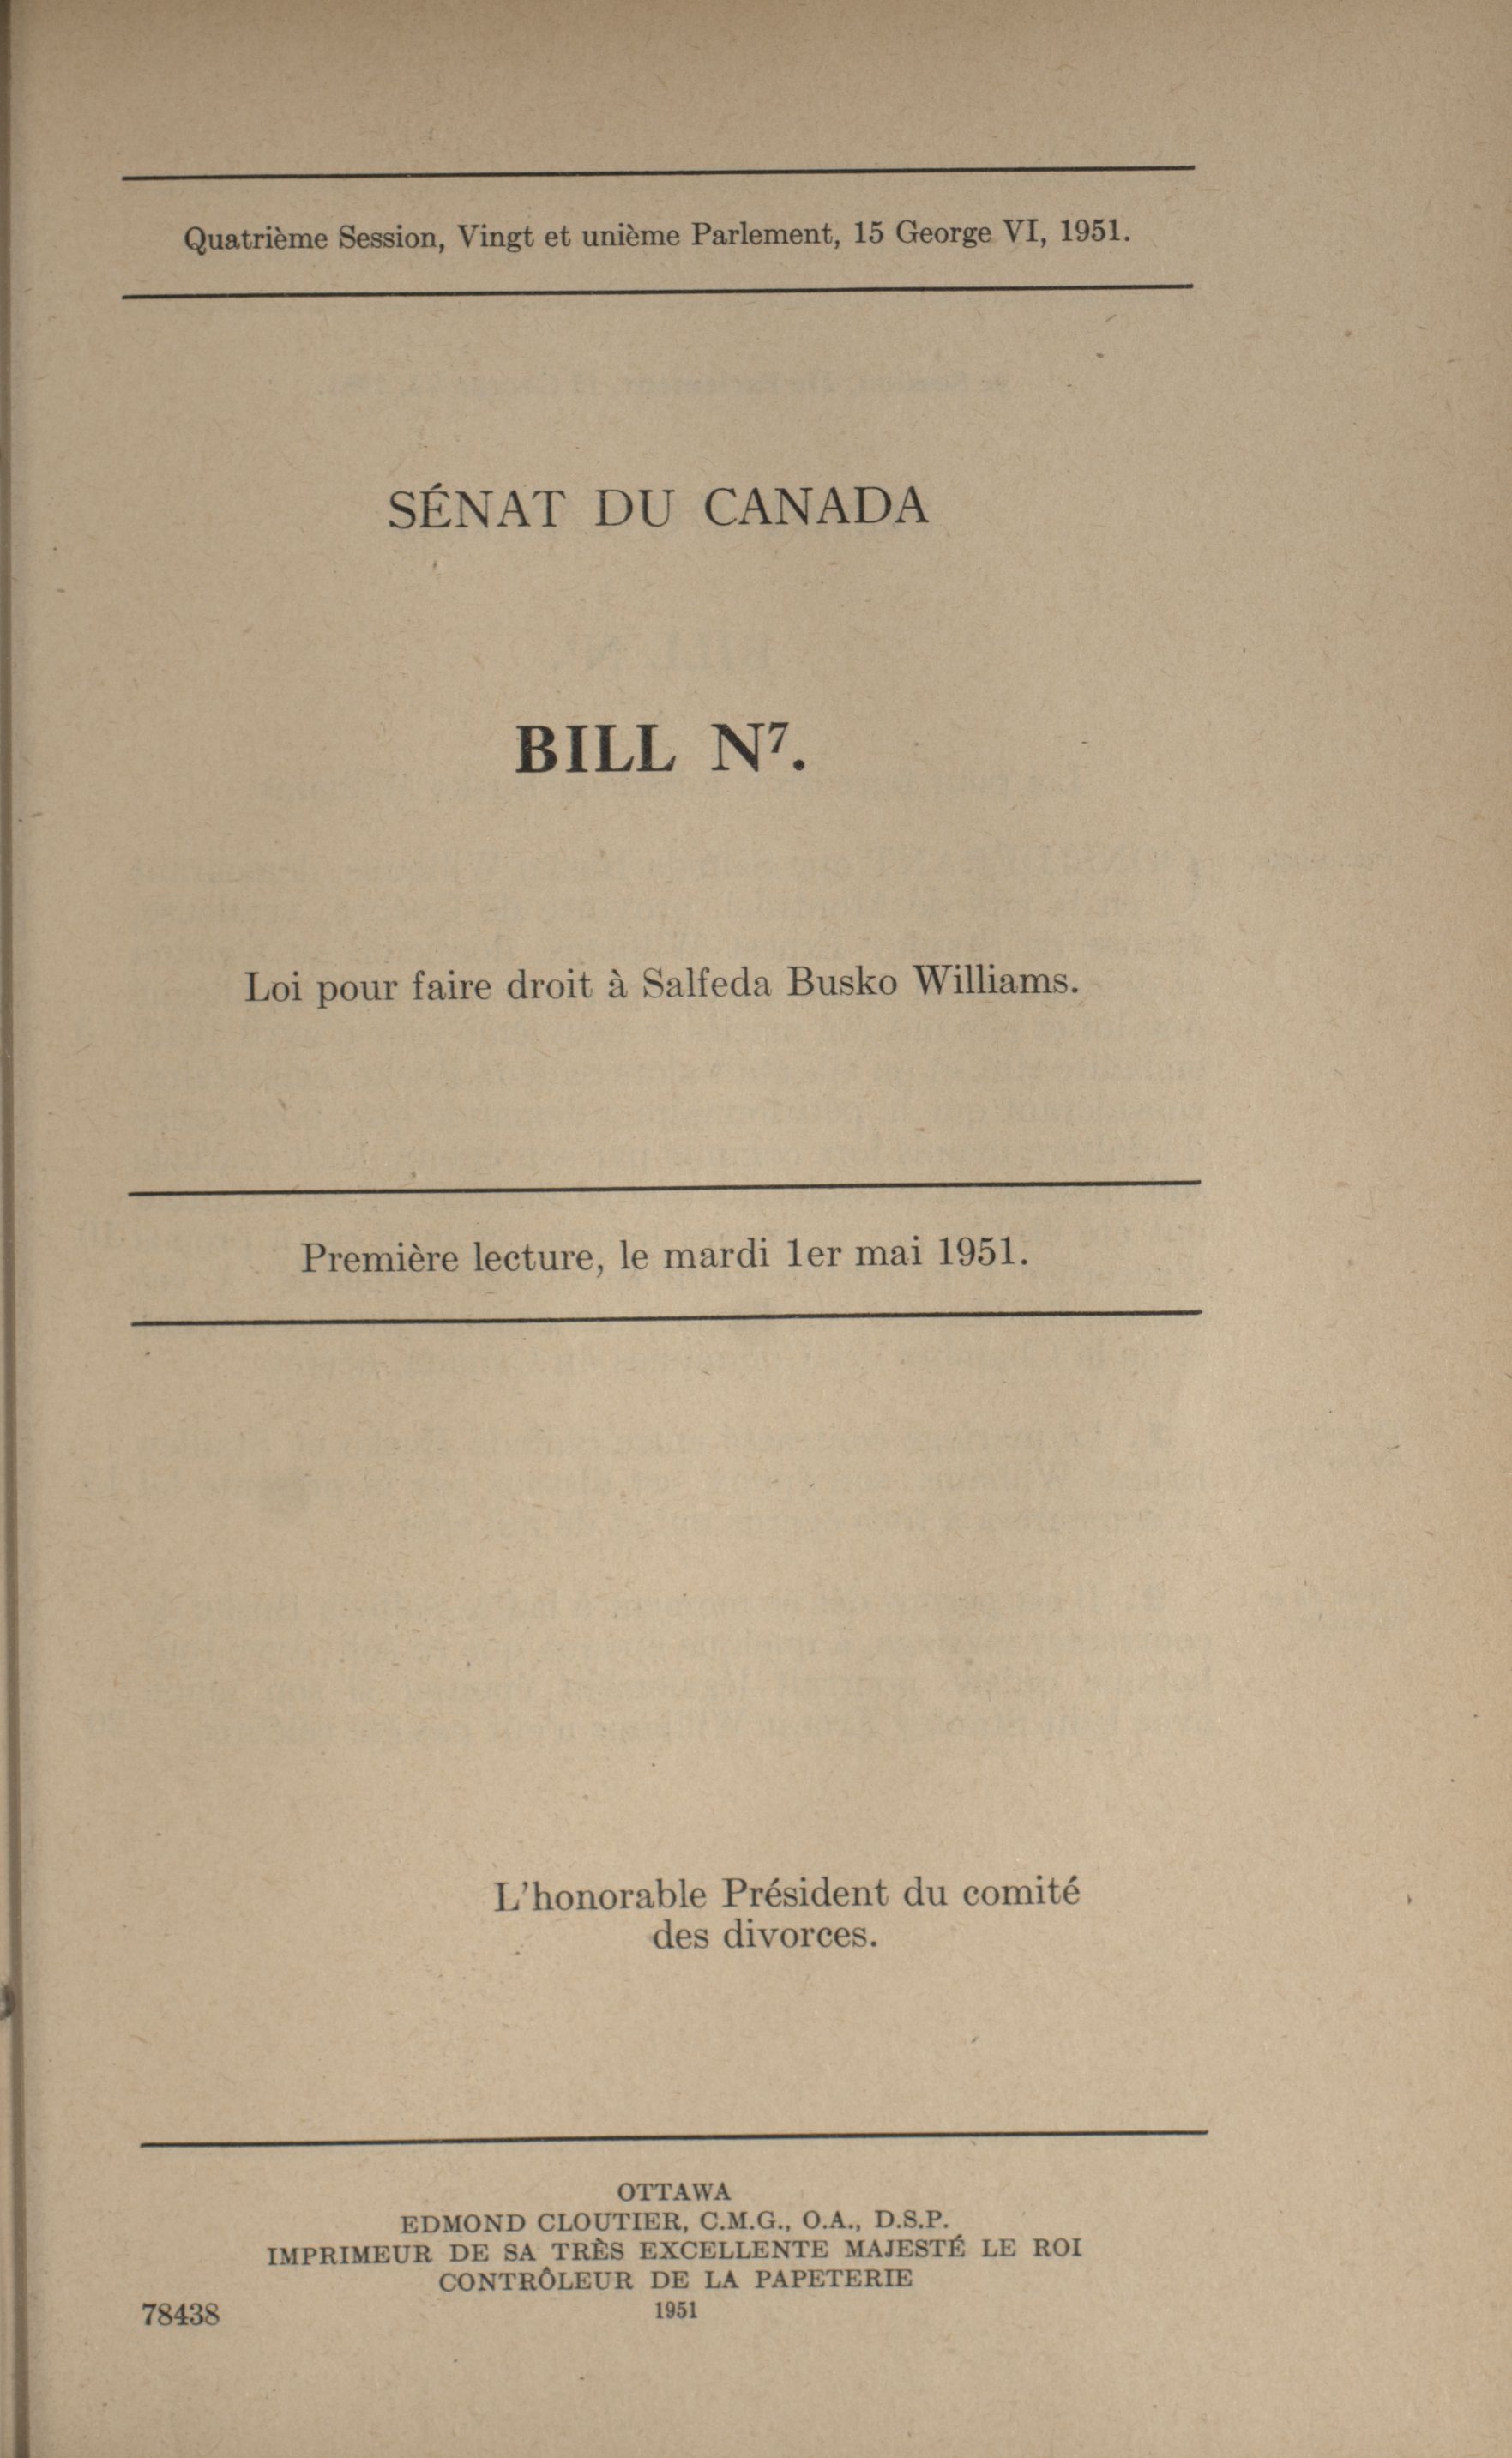 Quatrième Session, Vingt et unième Parlement, 15 George VI, 1951.
SÉNAT DU CANADA
BILL N⁷.
Loi pour faire droit à Salfeda Busko Williams.
Première lecture, le mardi 1er mai 1951.
L'honorable Président du comité
des divorces.
OTTAWA
EDMOND CLOUTIER, C.M.G., O.A., D.S.P.
IMPRIMEUR DE SA TRÈS EXCELLENTE MAJESTÉ LE ROI
CONTRÔLEUR DE LA PAPETERIE
78438 1951